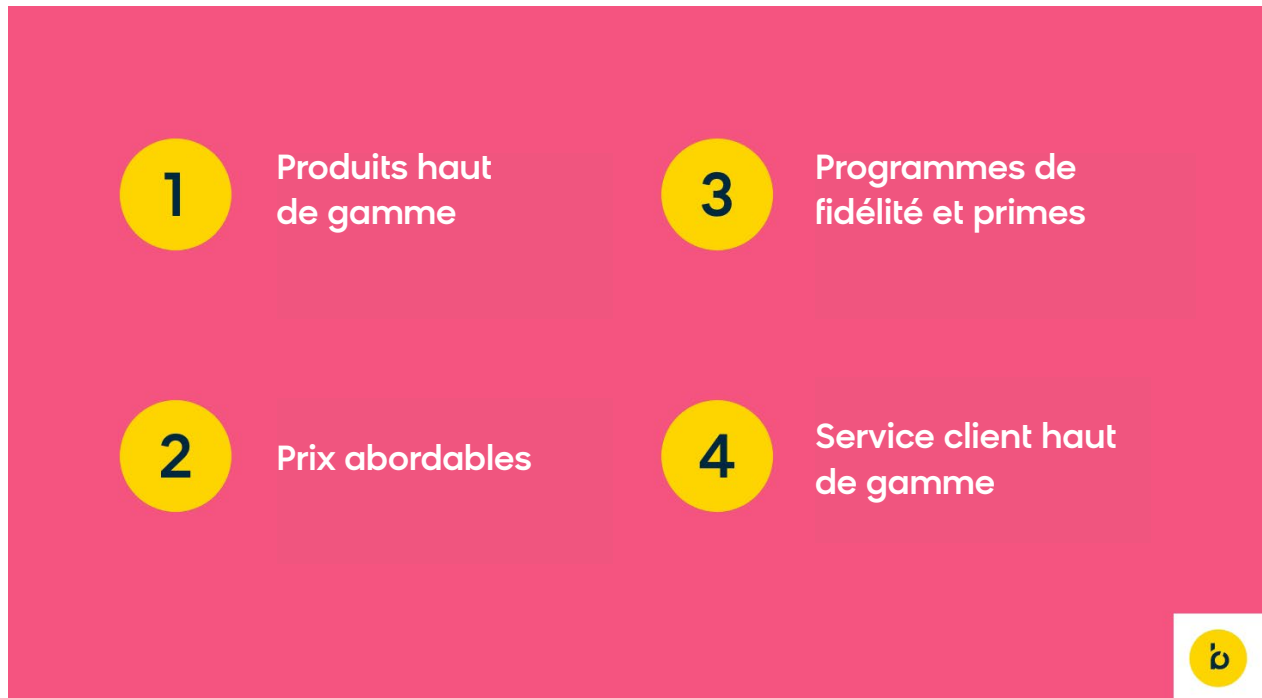 1
Produits haut
de gamme
2
Prix abordables
3
Programmes de
fidélité et primes
4
Service client haut
de gamme
b